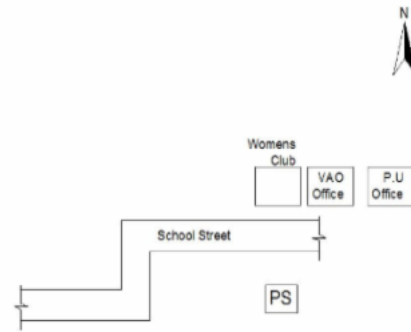 N
Womens
Club
VAO
Office
P.U
Office
School Street
PS